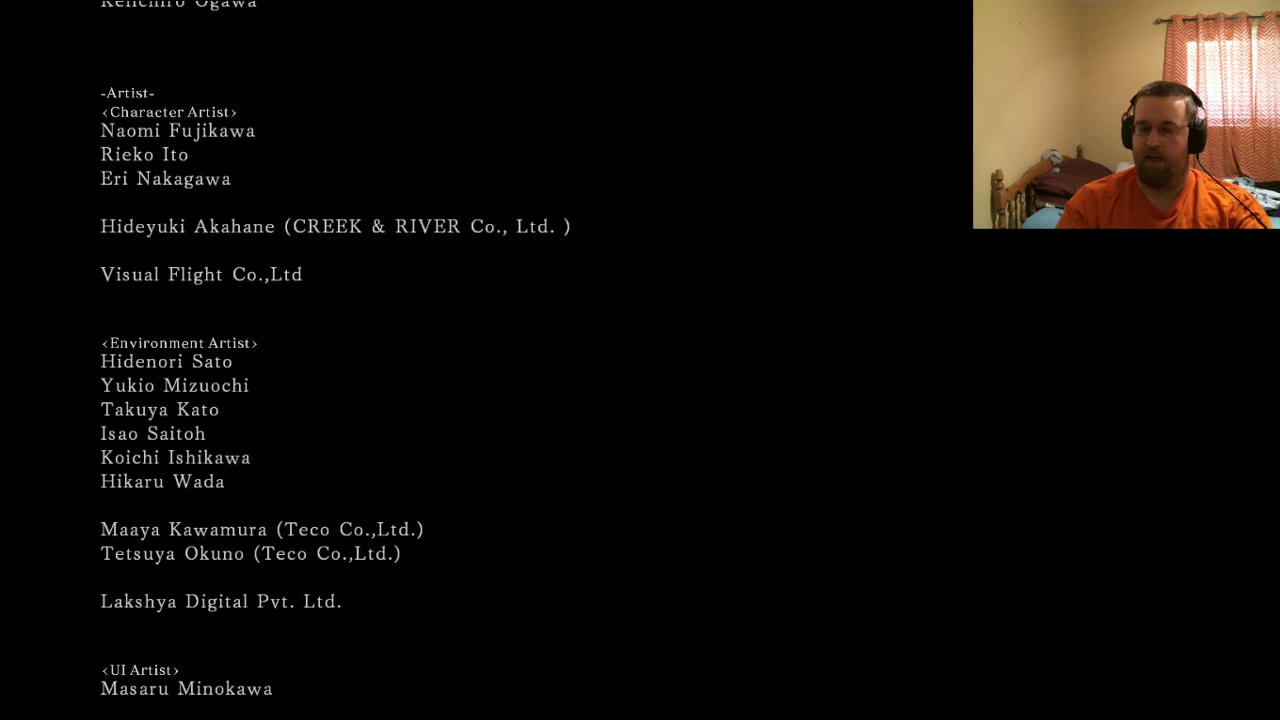 Keiichiro Ogawa
-Artist-
<Character Artist>
Naomi Fujikawa
Rieko Ito
Eri Nakagawa
Hideyuki Akahane (CREEK & RIVER Co., Ltd. )
Visual Flight Co.,Ltd
<Environment Artist>
Hidenori Sato
Yukio Mizuochi
Takuya Kato
Isao Saitoh
Koichi Ishikawa
Hikaru Wada
Maaya Kawamura (Teco Co.,Ltd.)
Tetsuya Okuno (Teco Co.,Ltd.)
Lakshya Digital Pvt. Ltd.
<UI Artist>
Masaru Minokawa